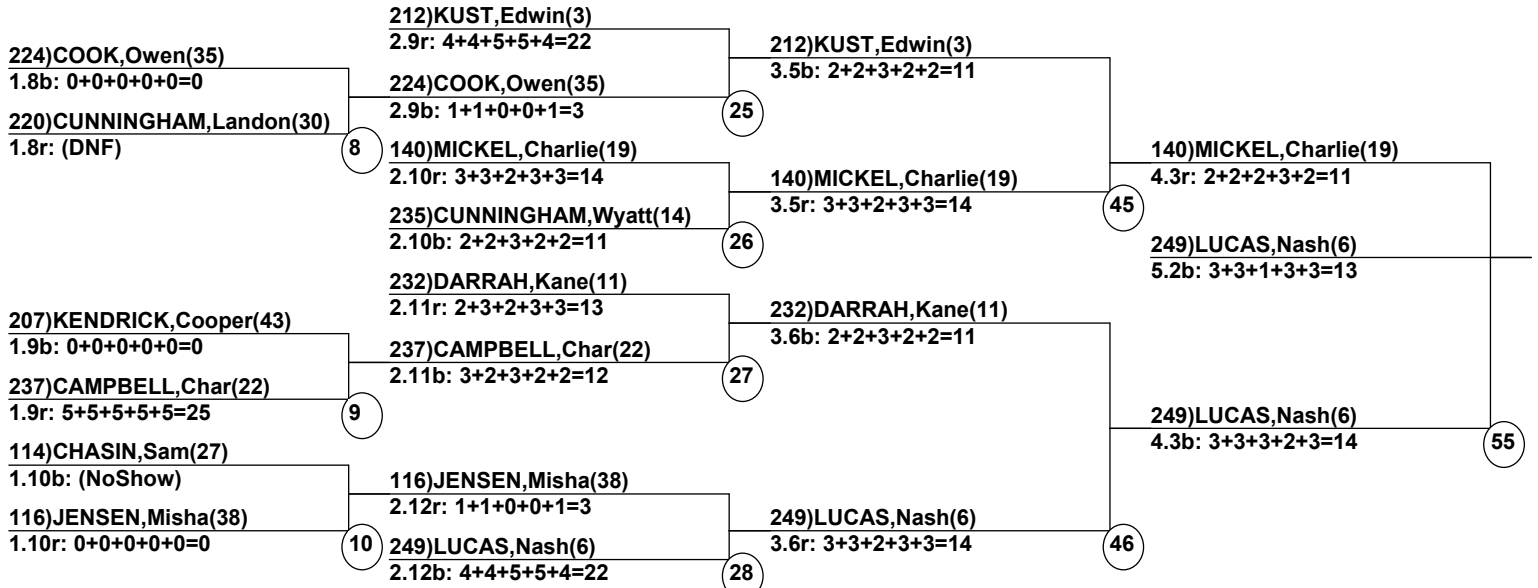 224)COOK,Owen(35)
1.8b: 0+0+0+0+0=0
220)CUNNINGHAM,Landon(30)
1.8r: (DNF)
8
207)KENDRICK,Cooper(43)
1.9b: 0+0+0+0+0=0
237)CAMPBELL,Char(22)
1.9r: 5+5+5+5+5=25
9
114)CHASIN,Sam(27)
1.10b: (NoShow)
116)JENSEN,Misha(38)
1.10r: 0+0+0+0+0=0
10
212)KUST,Edwin(3)
2.9r: 4+4+5+5+4=22
224)COOK,Owen(35)
2.9b: 1+1+0+0+1=3
25
140)MICKEL,Charlie(19)
2.10r: 3+3+2+3+3=14
235)CUNNINGHAM,Wyatt(14)
2.10b: 2+2+3+2+2=11
26
232)DARRAH,Kane(11)
2.11r: 2+3+2+3+3=13
237)CAMPBELL,Char(22)
2.11b: 3+2+3+2+2=12
27
116)JENSEN,Misha(38)
2.12r: 1+1+0+0+1=3
249)LUCAS,Nash(6)
2.12b: 4+4+5+5+4=22
28
212)KUST,Edwin(3)
3.5b: 2+2+3+2+2=11
140)MICKEL,Charlie(19)
3.5r: 3+3+2+3+3=14
45
232)DARRAH,Kane(11)
3.6b: 2+2+3+2+2=11
249)LUCAS,Nash(6)
3.6r: 3+3+2+3+3=14
46
140)MICKEL,Charlie(19)
4.3r: 2+2+2+3+2=11
249)LUCAS,Nash(6)
5.2b: 3+3+1+3+3=13
249)LUCAS,Nash(6)
4.3b: 3+3+3+2+3=14
55